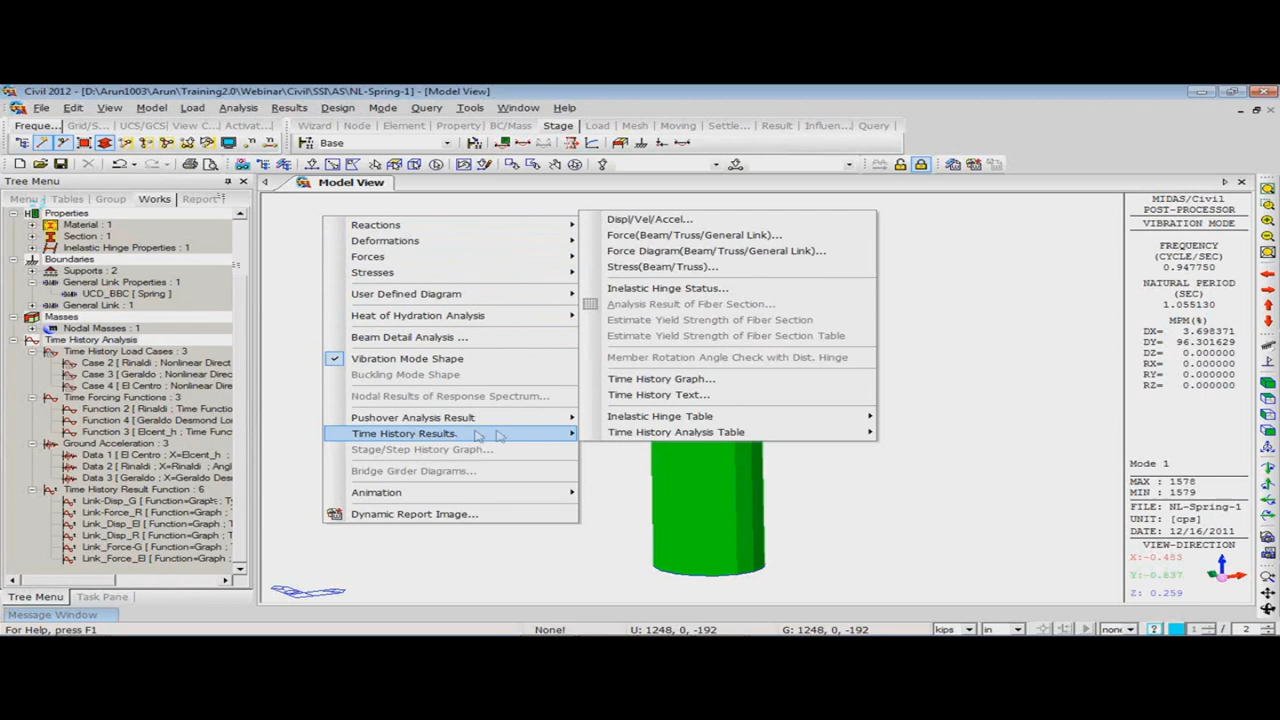 Civil 2012 - [D:\Arun1003\Arun\Training2.0\Webinar\Civil\SSI\AS\NL-Spring-1] - [Model View]
File Edit View Model Load Analysis Results Design Mode Query Tools Window Help
Freque... Grid/S... UCS/GCS View C... Activat... Wizard Node Element Property BC/Mass Stage Load Mesh Moving Settle... Result Influen... Query
Base
Tree Menu
Menu Tables Group Works Report
Model View
Properties
Material : 1
Section : 1
Inelastic Hinge Properties : 1
Boundaries
Supports : 2
General Link Properties : 1
UCD_BBC [ Spring ]
General Link : 1
Masses
Nodal Masses : 1
Time History Analysis
Time History Load Cases : 3
Case 2 [ Rinaldi ; Nonlinear Direct
Case 3 [ Geraldo ; Nonlinear Direct
Case 4 [ El Centro ; Nonlinear Direct
Time Forcing Functions : 3
Function 2 [ Rinaldi ; Time Functio
Function 4 [ Geraldo Desmond Lon
Function 3 [ Elcent_h ; Time Functio
Ground Acceleration : 3
Data 1 [ ; X=Elcent_h ;
Data 2 [ Rinaldi ; X=Rinaldi ; Angle
Data 3 [ Geraldo ; X=Geraldo Desm
Time History Result Function : 6
Link-Disp_G [ Function=Graph ; Ty
Link-Force_R [ Function=Graph ;
Link_Disp_El [ Function=Graph ; T
Link_Disp_R [ Function=Graph ; T
Link_Force-G [ Function=Graph ; T
Link_Force_El [ Function=Graph ;
Tree Menu Task Pane
Message Window
Reactions
Deformations
Forces
Stresses
User Defined Diagram
Heat of Hydration Analysis
Beam Detail Analysis ...
Vibration Mode Shape
Buckling Mode Shape
Nodal Results of Response Spectrum...
Pushover Analysis Result
Time History Results.
Stage/Step History Graph...
Bridge Girder Diagrams...
Animation
Dynamic Report Image...
Displ/Vel/Accel...
Force(Beam/Truss/General Link)...
Force Diagram(Beam/Truss/General Link)...
Stress(Beam/Truss)...
Inelastic Hinge Status...
Analysis Result of Fiber Section...
Estimate Yield Strength of Fiber Section
Estimate Yield Strength of Fiber Section Table
Member Rotation Angle Check with Dist. Hinge
Time History Graph...
Time History Text...
Inelastic Hinge Table
Time History Analysis Table
MIDAS/Civil
POST-PROCESSOR
VIBRATION MODE
FREQUENCY
(CYCLE/SEC)
0.947750
NATURAL PERIOD
(SEC)
1.055130
MPM(%)
DX= 3.698371
DY= 96.301629
DZ= 0.000000
RX= 0.000000
RY= 0.000000
RZ= 0.000000
Mode 1
MAX : 1578
MIN : 1579
FILE: NL-Spring-1
UNIT: [cps]
DATE: 12/16/2011
VIEW-DIRECTION
X:-0.483
Y:-0.837
Z: 0.259
For Help, press F1 None! U: 1248, 0, -192 G: 1248, 0, -192 kips in none 1 / 2